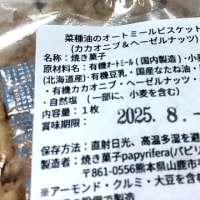 菜種油のオートミールビスケット
(カカオニブ&ヘーゼルナッツ)
名称:焼き菓子
原材料名:有機オートミール(国内製造)・小麦
(北海道産)・有機豆乳・国産なたね油・
・有機カカオニブ・ヘーゼルナッツ・
・自然塩 (一部に、小麦を含む)
内容量:1枚
賞味期限: 2025. 8.
保存方法:直射日光、高温多湿を避
製造者:焼き菓子papyrifera(パピリ
〒861-0556熊本県山鹿市
※アーモンド・クルミ・大豆を含む
設備で製造